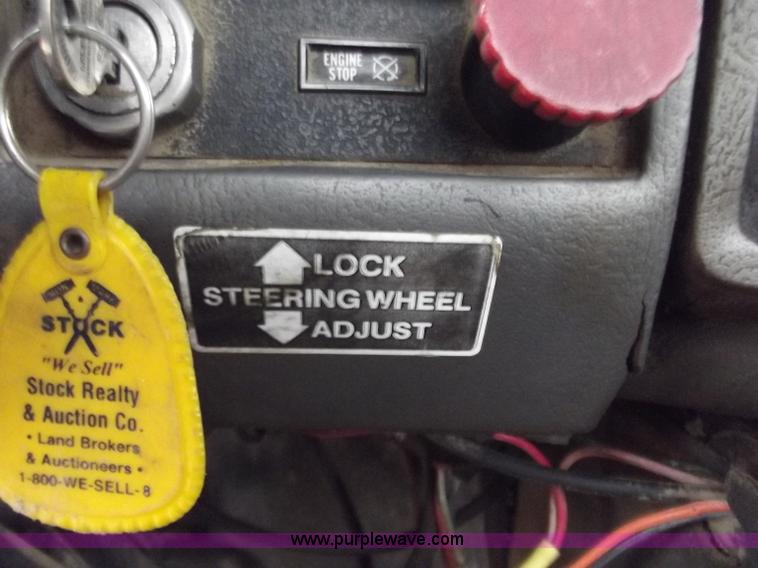 ENGINE
STOP
LOCK
STEERING WHEEL
ADJUST
STOCK
"We Sell"
Stock Realty
& Auction Co.
• Land Brokers
& Auctioneers •
1-800-WE-SELL-8
www.purplewave.com